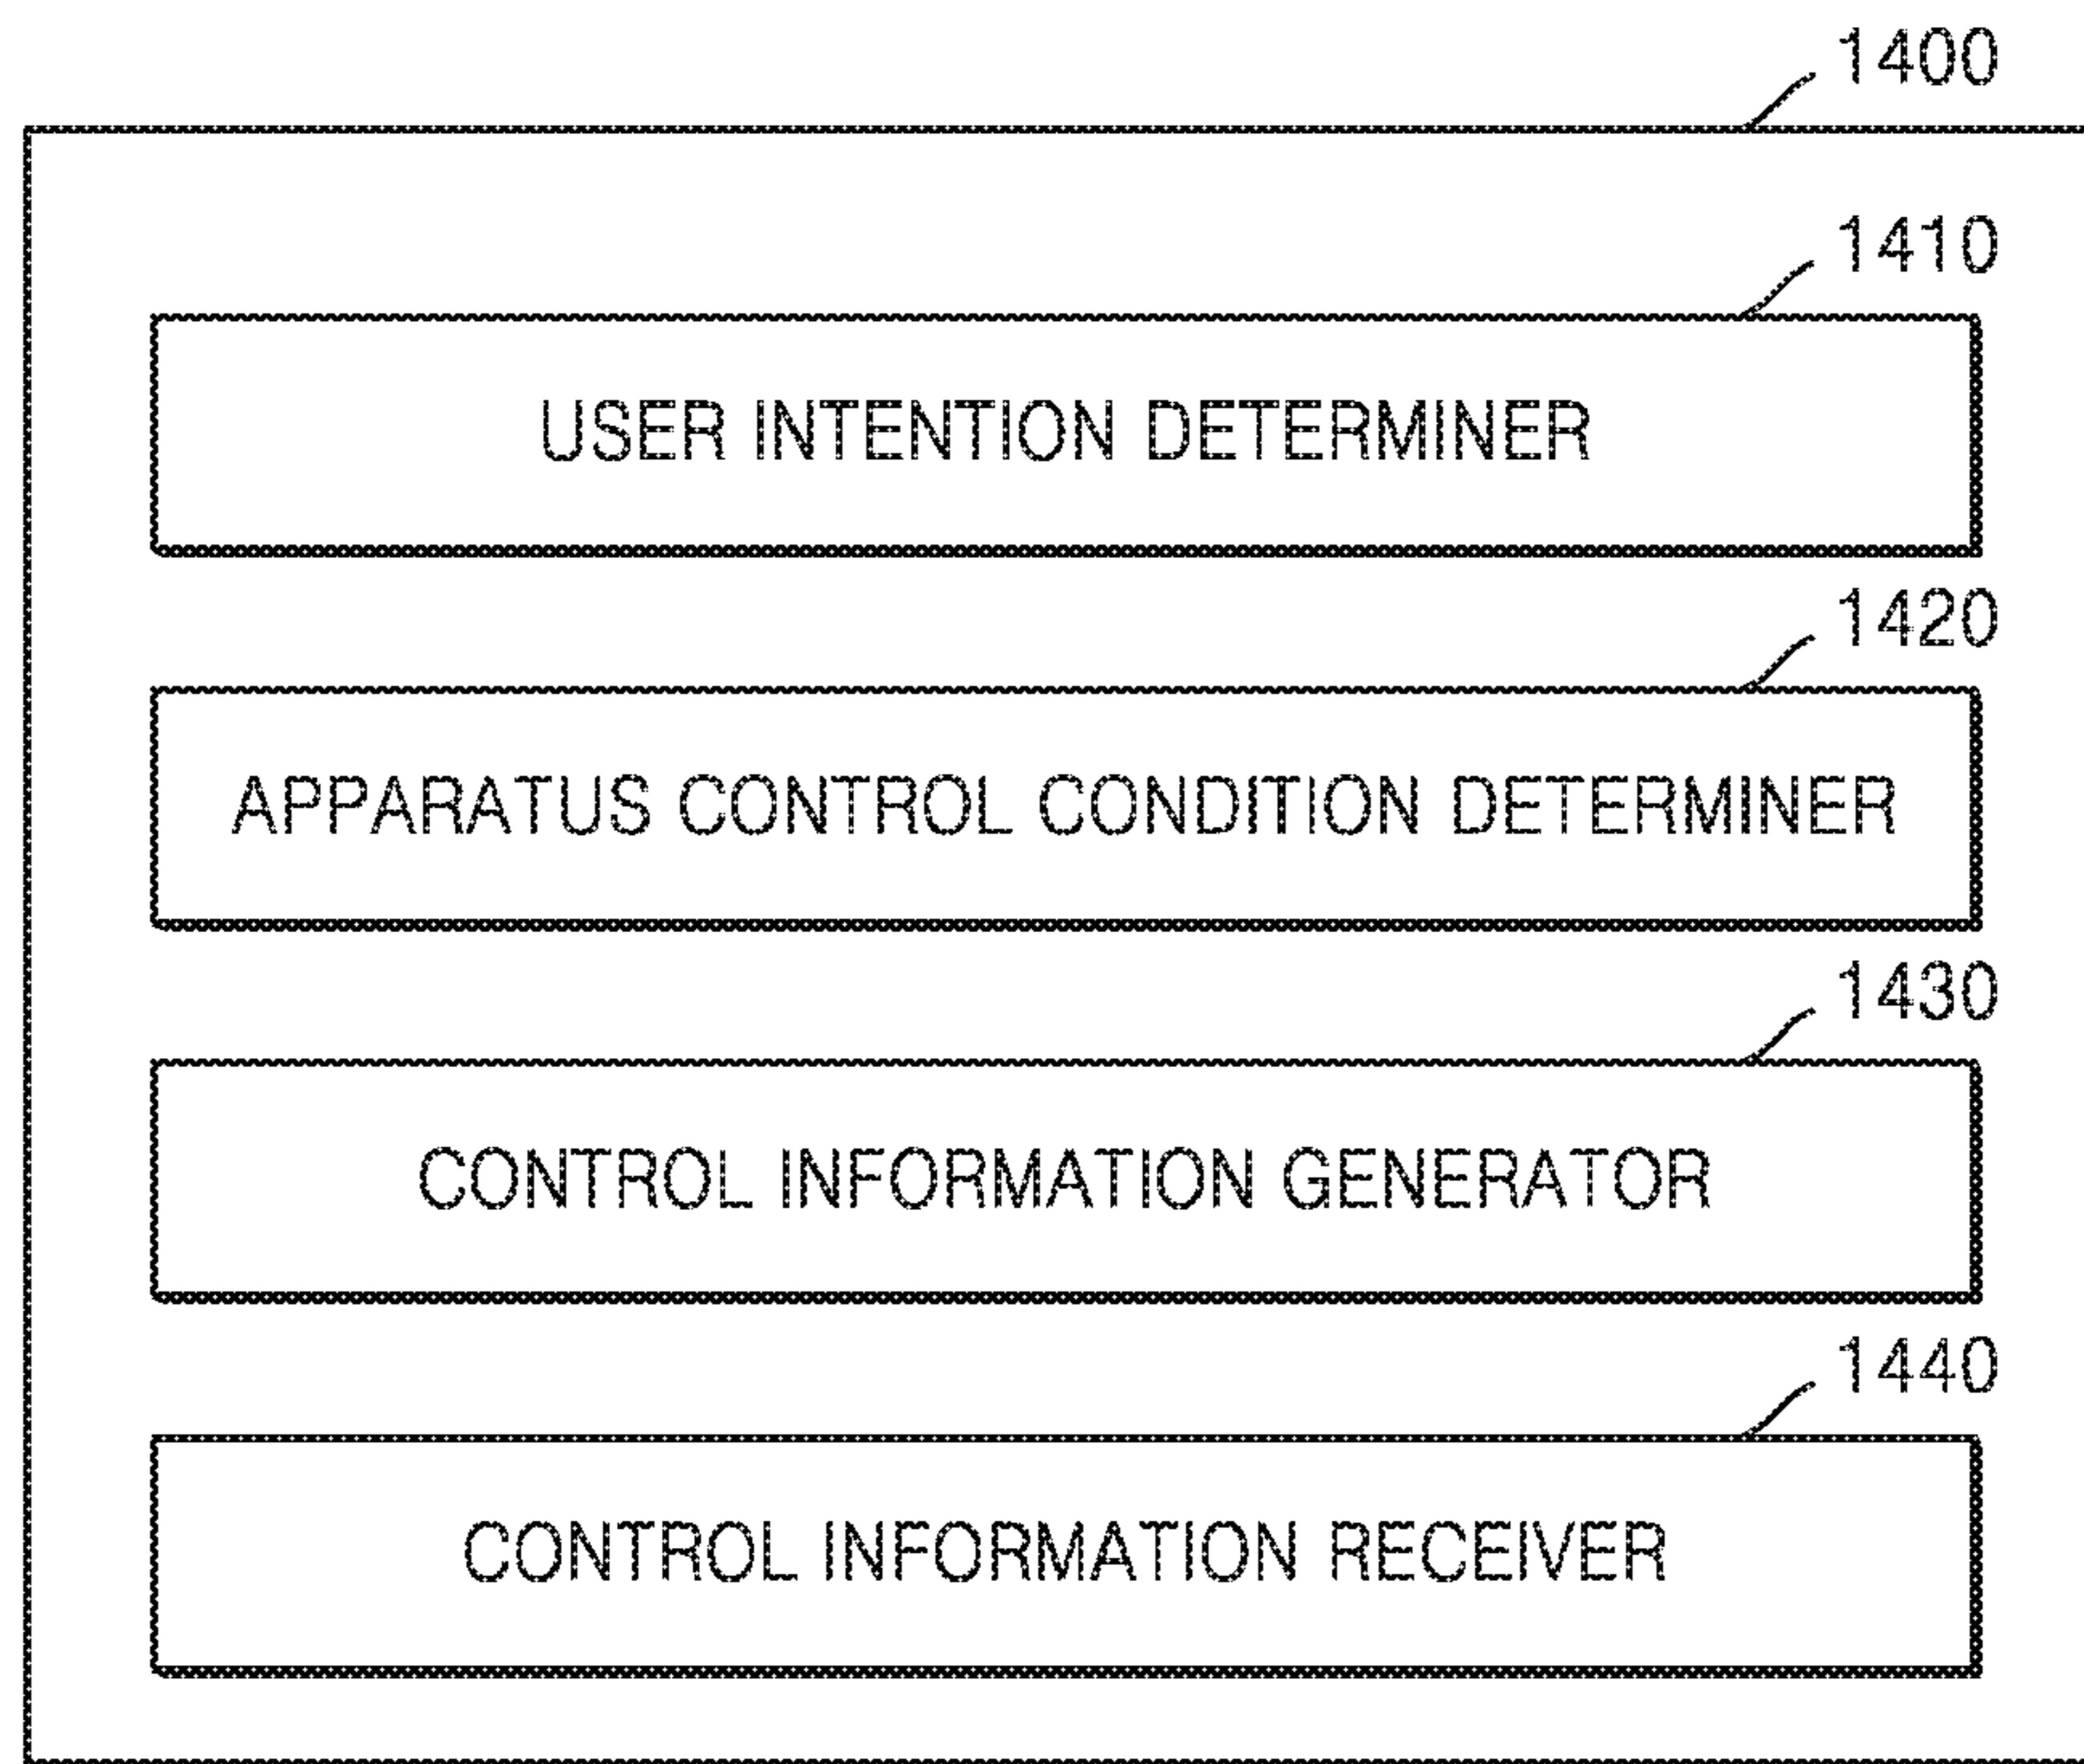 1400
1410
USER INTENTION DETERMINER
1420
APPARATUS CONTROL CONDITION DETERMINER
1430
CONTROL INFORMATION GENERATOR
1440
CONTROL INFORMATION RECEIVER